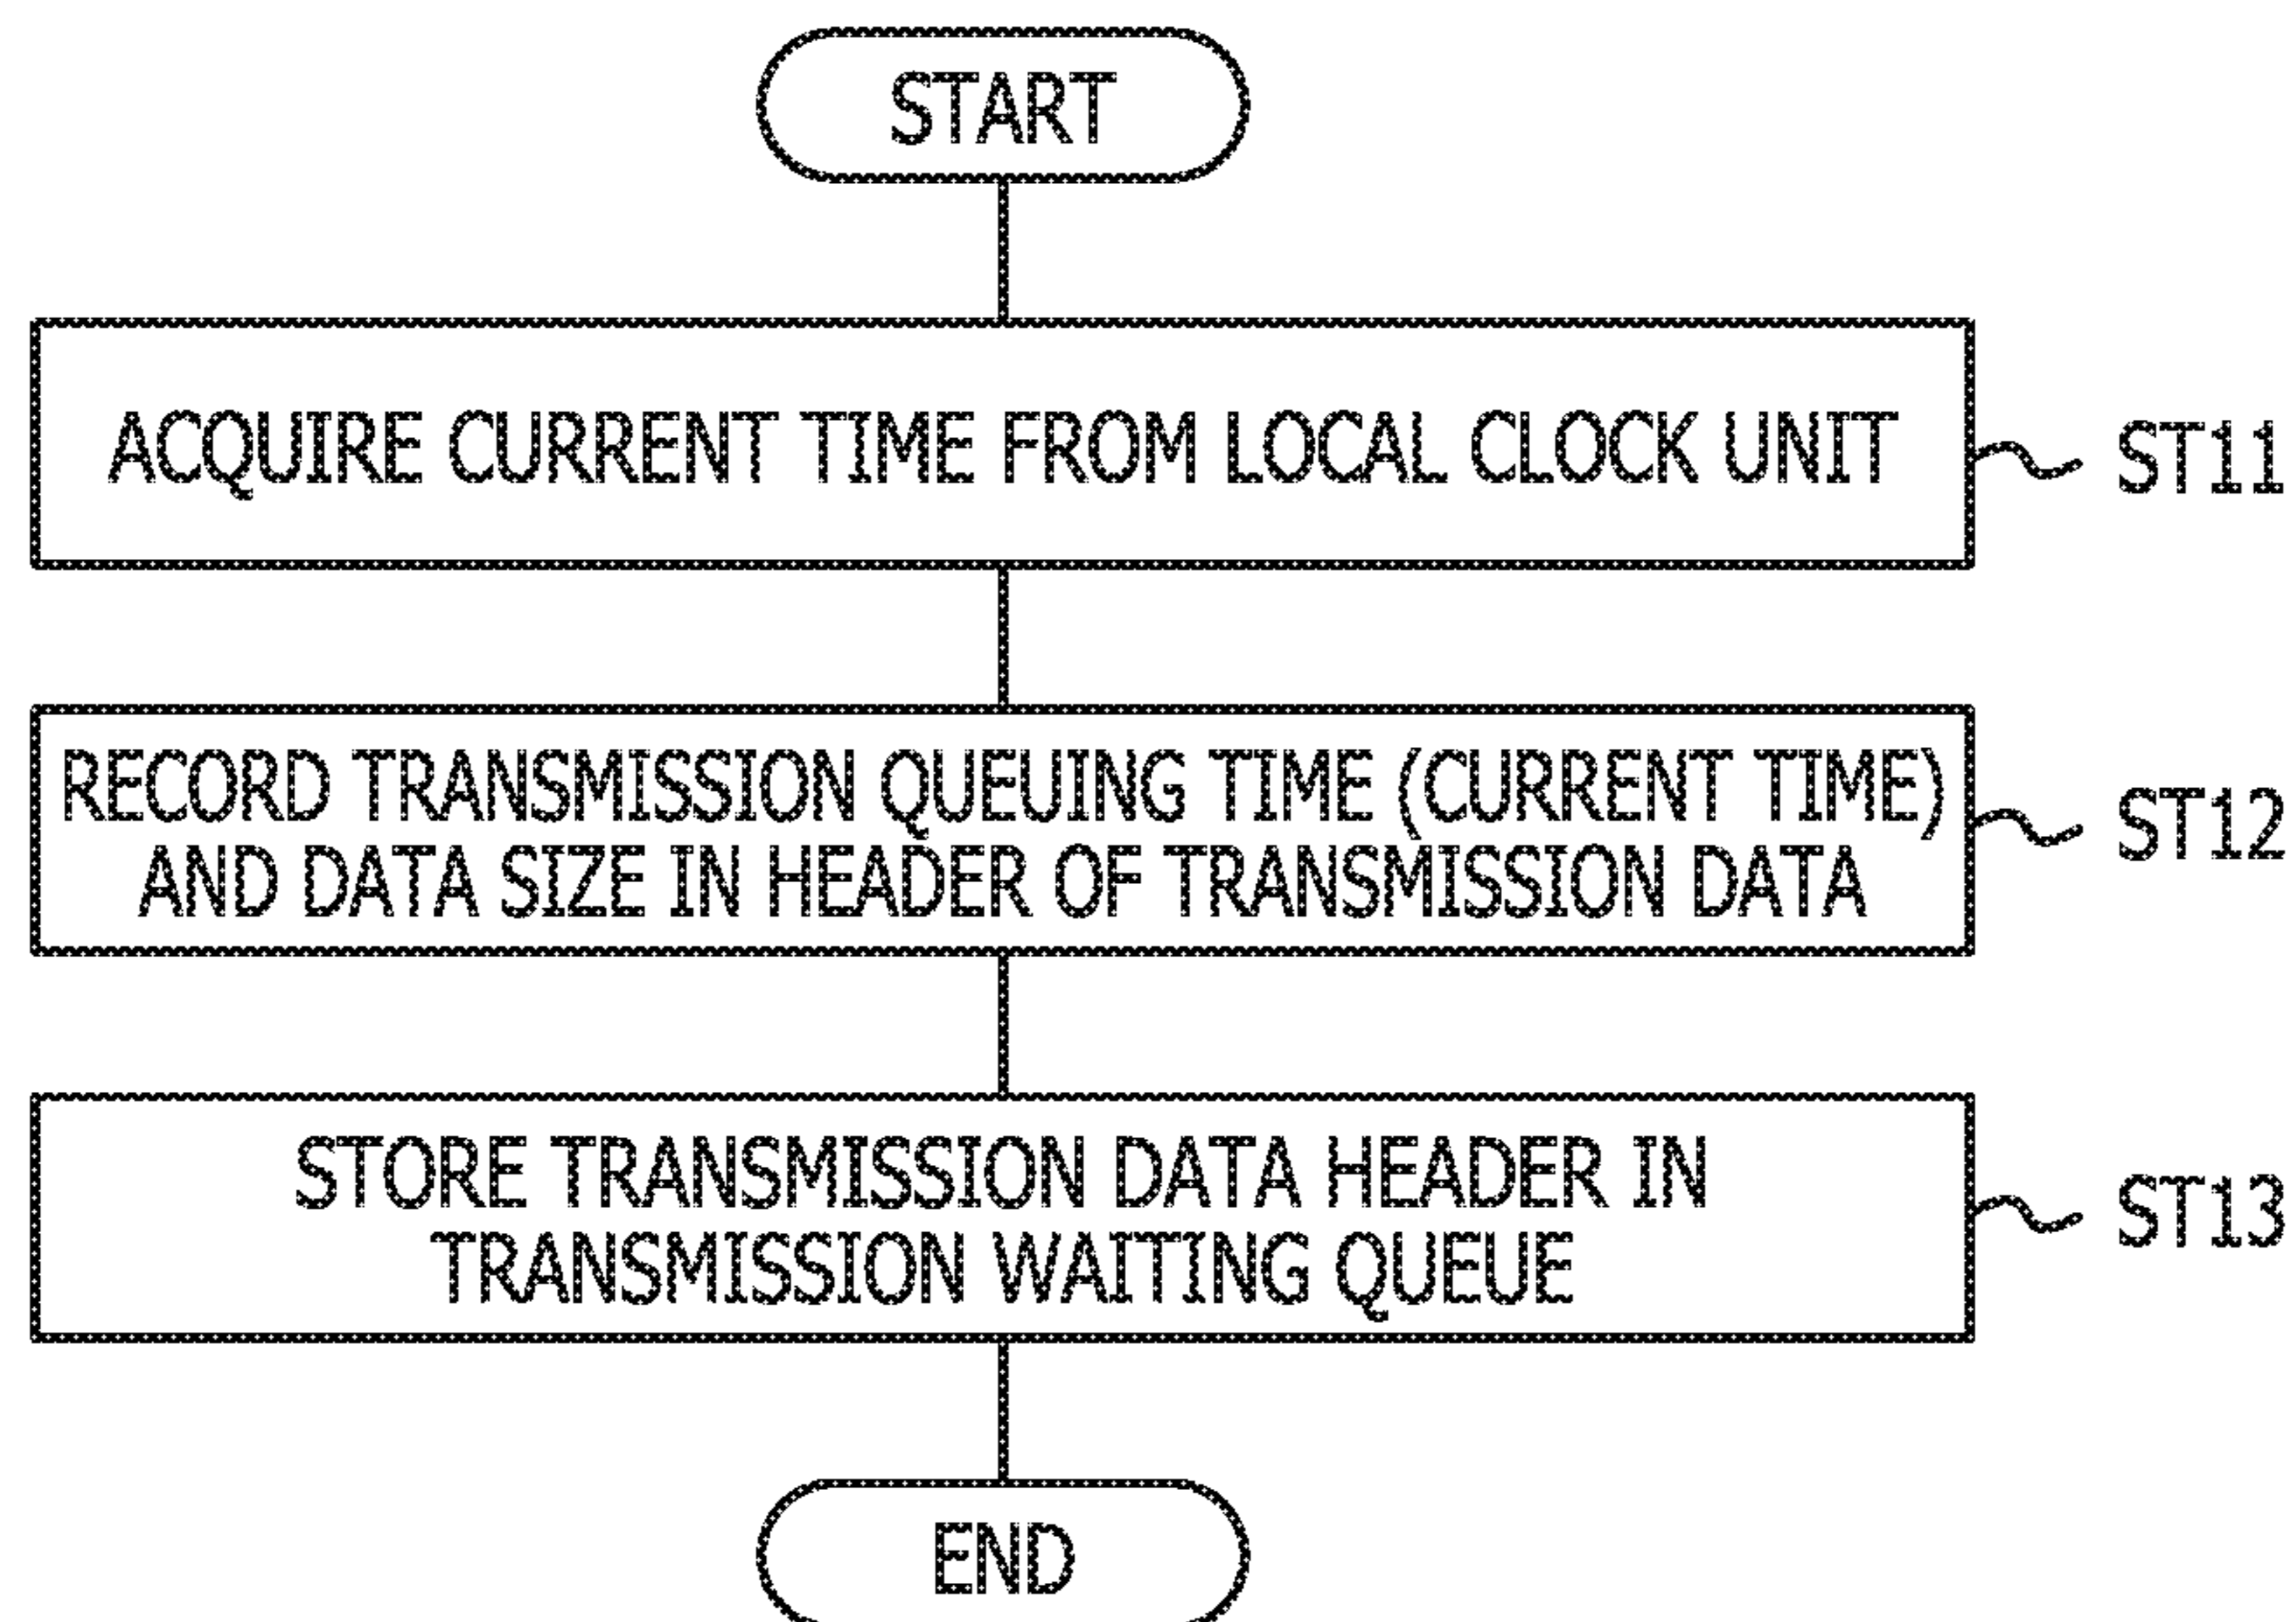 START
ACQUIRE CURRENT TIME FROM LOCAL CLOCK UNIT
ST11
RECORD TRANSMISSION QUEUING TIME (CURRENT TIME)
AND DATA SIZE IN HEADER OF TRANSMISSION DATA
ST12
STORE TRANSMISSION DATA HEADER IN
TRANSMISSION WAITING QUEUE
ST13
END